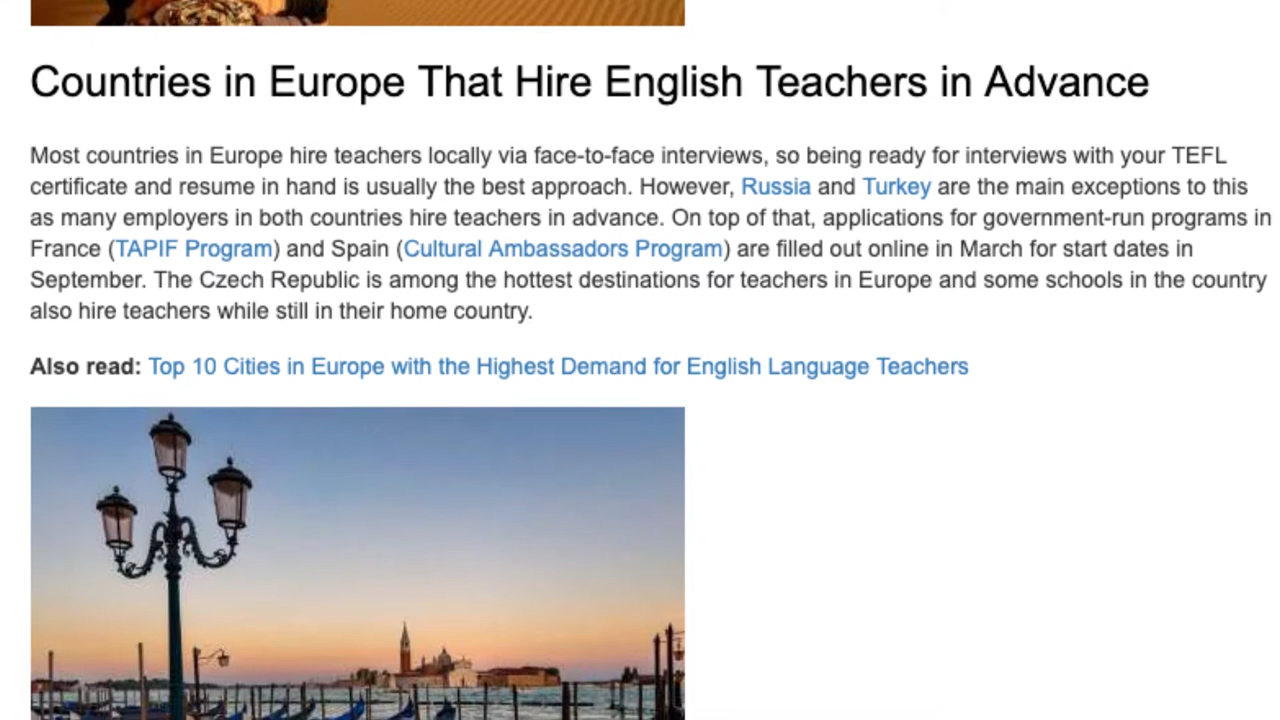 Countries in Europe That Hire English Teachers in Advance
Most countries in Europe hire teachers locally via face-to-face interviews, so being ready for interviews with your TEFL
certificate and resume in hand is usually the best approach. However, Russia and Turkey are the main exceptions to this
as many employers in both countries hire teachers in advance. On top of that, applications for government-run programs in
France (TAPIF Program) and Spain (Cultural Ambassadors Program) are filled out online in March for start dates in
September. The Czech Republic is among the hottest destinations for teachers in Europe and some schools in the country
also hire teachers while still in their home country.
Also read: Top 10 Cities in Europe with the Highest Demand for English Language Teachers